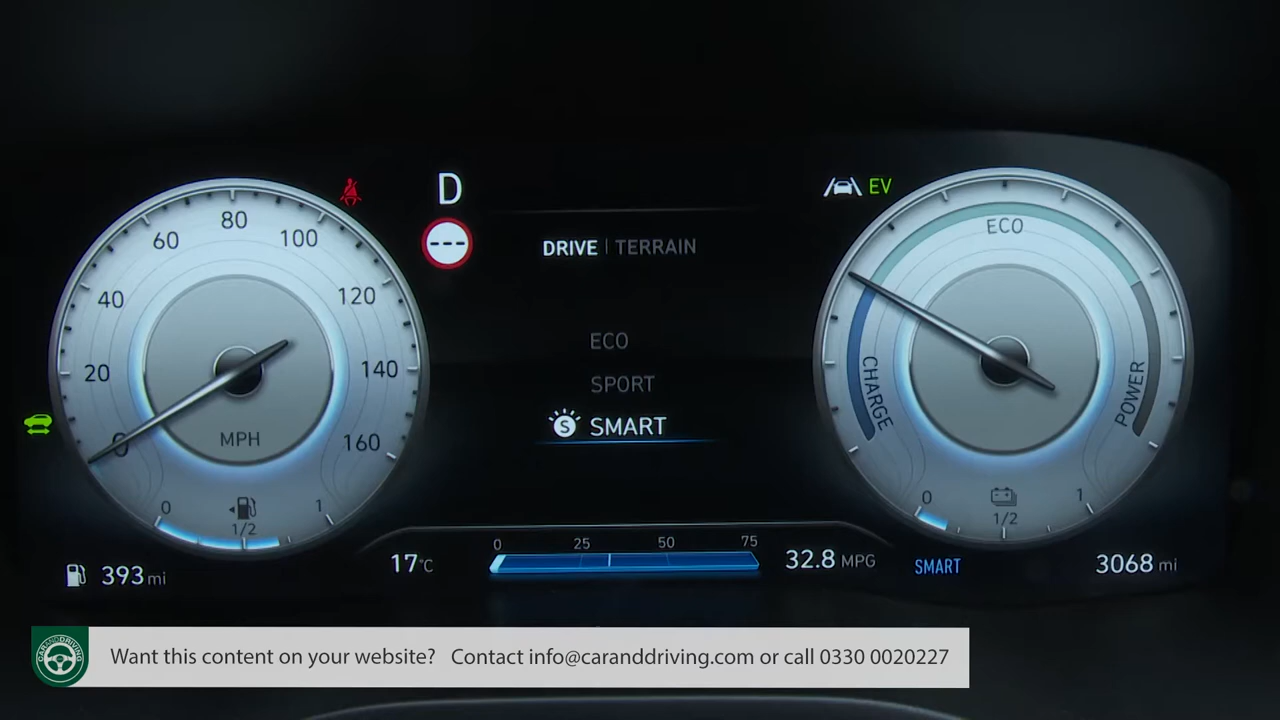 D
EV
DRIVE | TERRAIN
ECO
SPORT
S SMART
---
0
20
40
60
80
100
120
140
160
MPH
0
1/2
1
ECO
CHARGE
POWER
0
1/2
1
393 mi
17°C
0 25 50 75
32.8 MPG
SMART
3068 mi
CARANDDRIVING
Want this content on your website? Contact info@caranddriving.com or call 0330 0020227